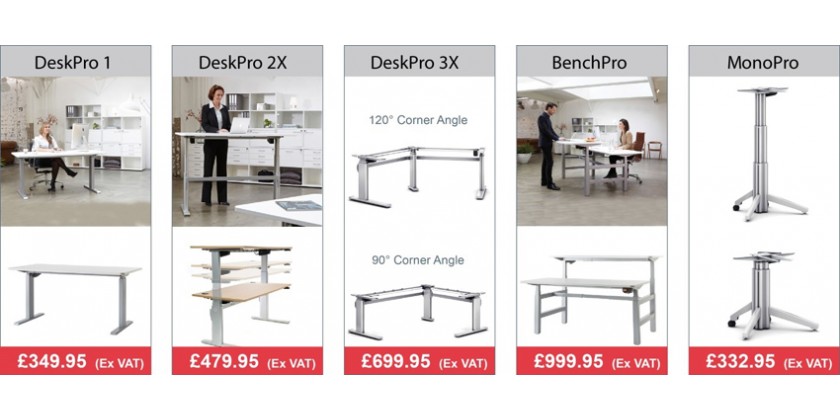 DeskPro 1
£349.95 (Ex VAT)
DeskPro 2X
£479.95 (Ex VAT)
DeskPro 3X
120° Corner Angle
90° Corner Angle
£699.95 (Ex VAT)
BenchPro
£999.95 (Ex VAT)
MonoPro
£332.95 (Ex VAT)